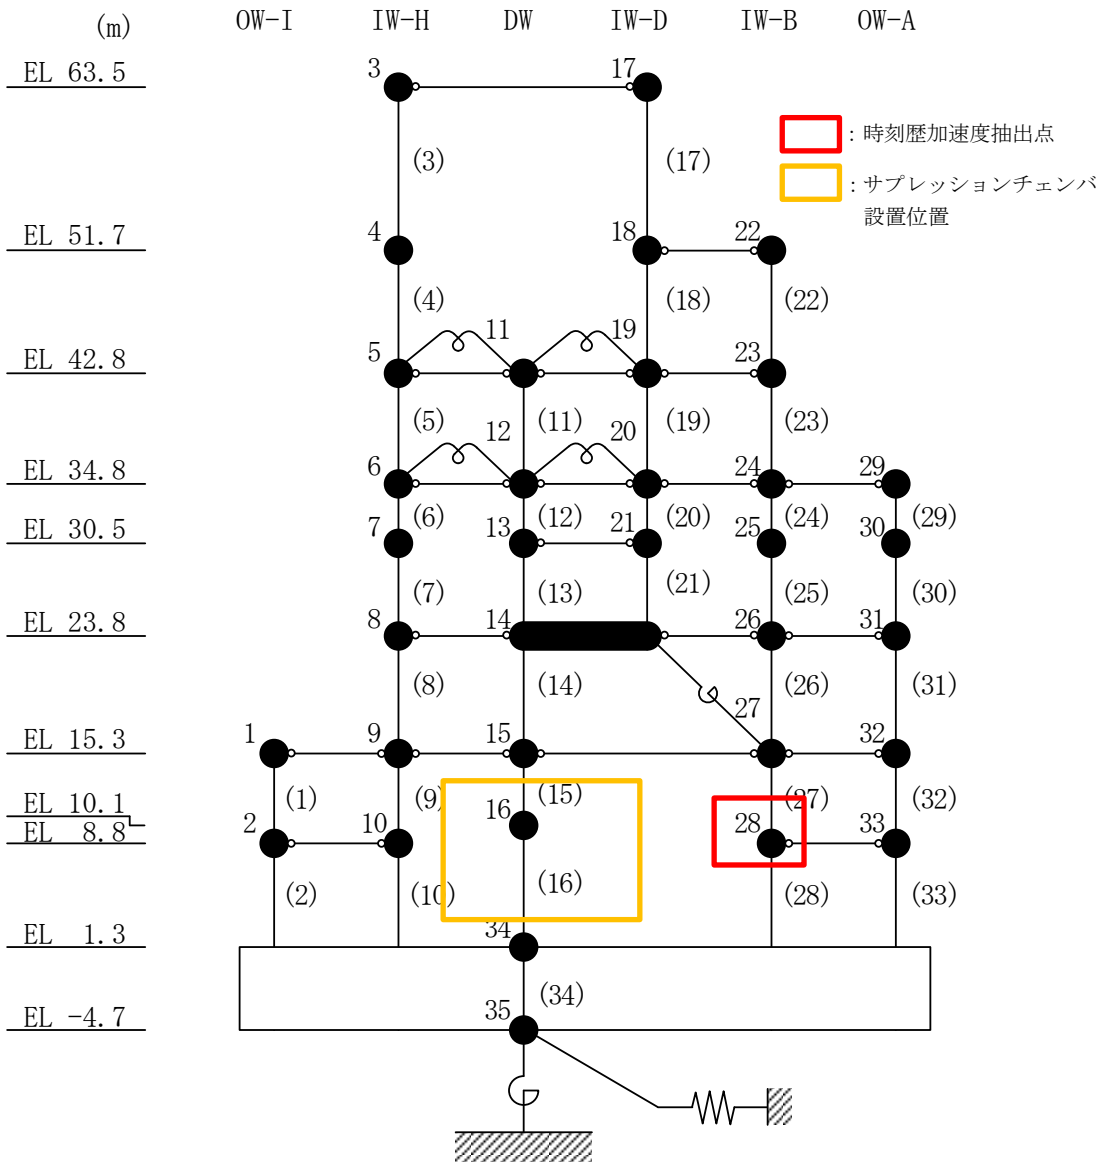 (m) OW-I IW-H DW IW-D IW-B OW-A
EL 63.5 3 17
: 時刻歴加速度抽出点
(3) (17)
: サプレッションチェンバ
設置位置
EL 51.7 4 18 22
(4) (18) (22)
EL 42.8 5 11 19 23
(5) (11) (19) (23)
EL 34.8 6 12 20 24 29
(6) (12) (20) (24) (29)
EL 30.5 7 13 21 25 30
(7) (13) (21) (25) (30)
EL 23.8 8 14 26 31
(8) (14) (26) (31)
EL 15.3 1 9 15 27 32
(1) (9) (15) (27) (32)
EL 10.1 16
EL 8.8 2 10 28 33
(2) (10) (16) (28) (33)
EL 1.3 34
(34)
EL -4.7 35